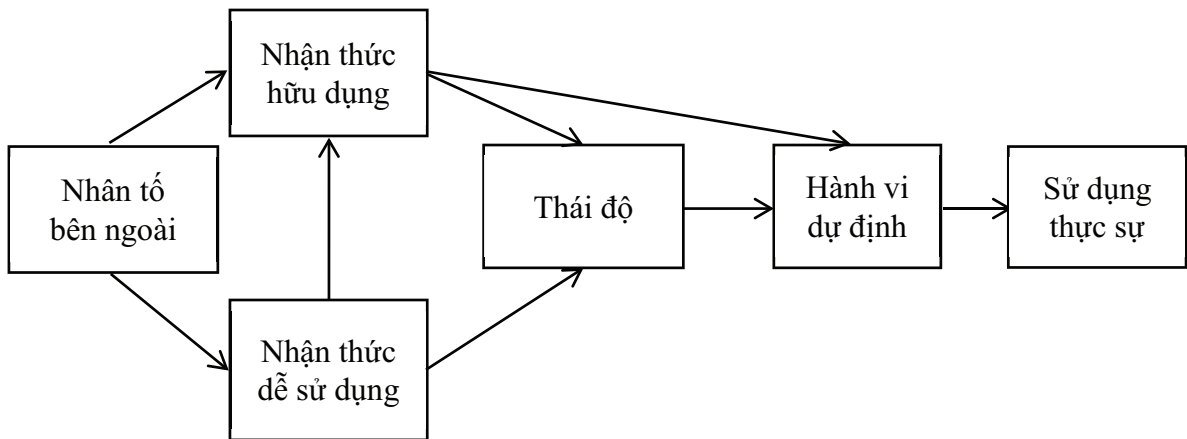 Nhận thức
hữu dụng
Nhân tố
bên ngoài
Thái độ
Hành vi
dự định
Sử dụng
thực sự
Nhận thức
dễ sử dụng